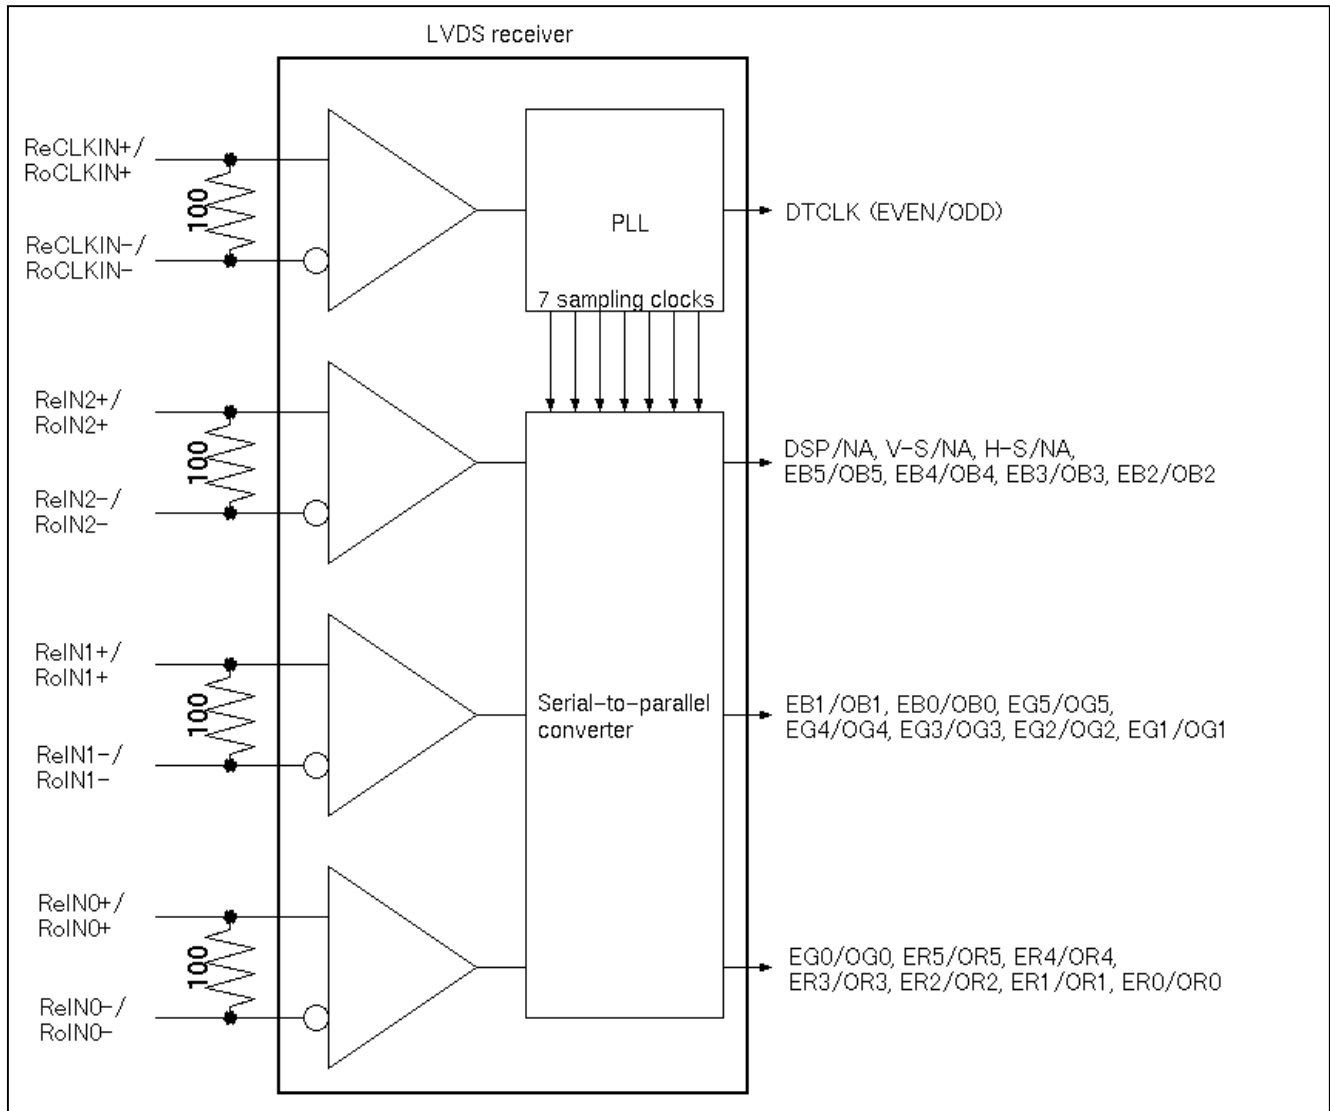 LVDS receiver
ReCLKIN+/
RoCLKIN+
100
ReCLKIN-/
RoCLKIN-
PLL
7 sampling clocks
DTCLK (EVEN/ODD)
ReIN2+/
RoIN2+
100
ReIN2-/
RoIN2-
DSP/NA, V-S/NA, H-S/NA,
EB5/OB5, EB4/OB4, EB3/OB3, EB2/OB2
ReIN1+/
RoIN1+
100
ReIN1-/
RoIN1-
Serial-to-parallel
converter
EB1/OB1, EB0/OB0, EG5/OG5,
EG4/OG4, EG3/OG3, EG2/OG2, EG1/OG1
ReIN0+/
RoIN0+
100
ReIN0-/
RoIN0-
EG0/OG0, ER5/OR5, ER4/OR4,
ER3/OR3, ER2/OR2, ER1/OR1, ER0/OR0